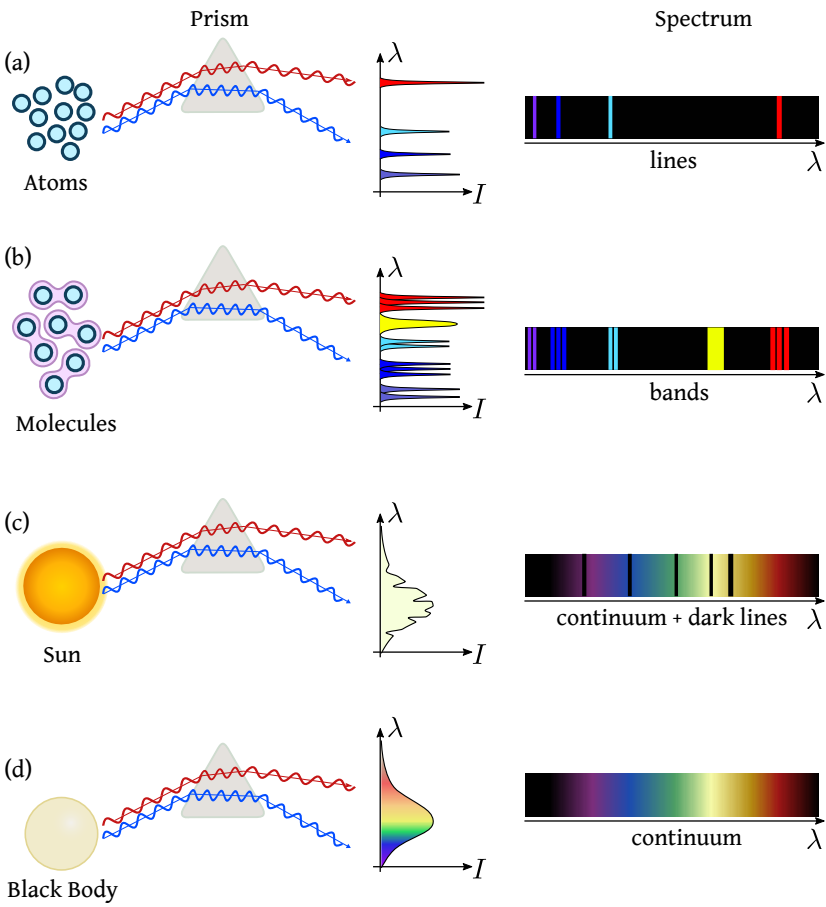 Prism
Spectrum
(a)
λ
Atoms
I
lines
λ
(b)
λ
Molecules
I
bands
λ
(c)
λ
Sun
I
continuum + dark lines
λ
(d)
λ
Black Body
I
continuum
λ